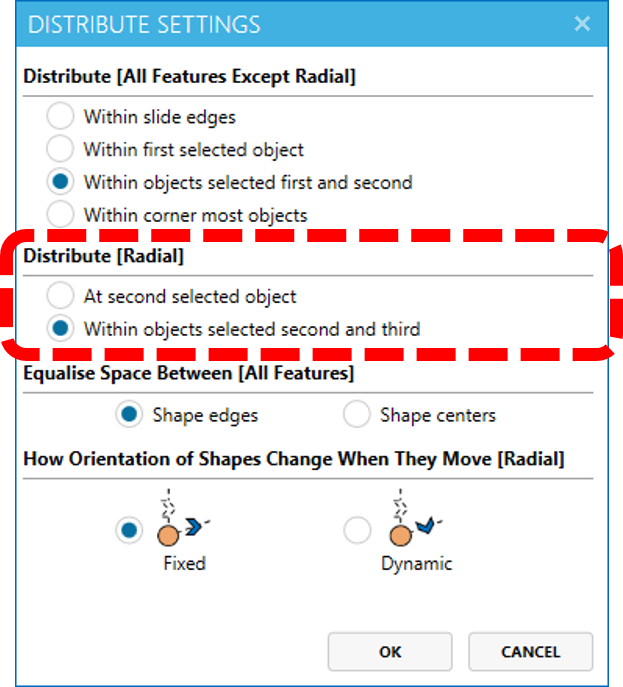 DISTRIBUTE SETTINGS
Distribute [All Features Except Radial]
Within slide edges
Within first selected object
Within objects selected first and second
Within corner most objects
Distribute [Radial]
At second selected object
Within objects selected second and third
Equalise Space Between [All Features]
Shape edges Shape centers
How Orientation of Shapes Change When They Move [Radial]
Fixed Dynamic
OK CANCEL